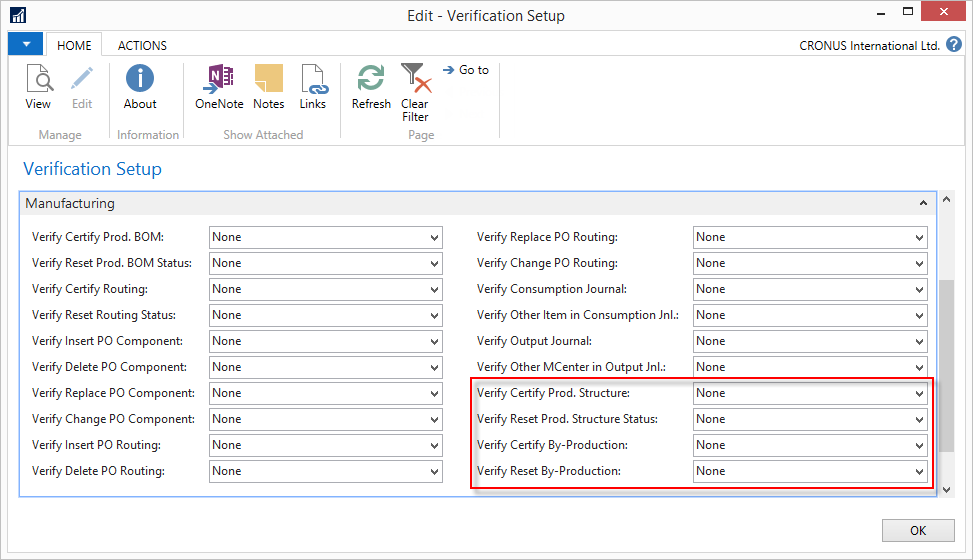 Edit - Verification Setup
HOME ACTIONS CRONUS International Ltd. ?
View Edit About OneNote Notes Links Refresh Clear Filter Go to
Manage Information Show Attached Page
Verification Setup
Manufacturing
Verify Certify Prod. BOM: None Verify Replace PO Routing: None
Verify Reset Prod. BOM Status: None Verify Change PO Routing: None
Verify Certify Routing: None Verify Consumption Journal: None
Verify Reset Routing Status: None Verify Other Item in Consumption Jnl.: None
Verify Insert PO Component: None Verify Output Journal: None
Verify Delete PO Component: None Verify Other MCenter in Output Jnl.: None
Verify Replace PO Component: None Verify Certify Prod. Structure: None
Verify Change PO Component: None Verify Reset Prod. Structure Status: None
Verify Insert PO Routing: None Verify Certify By-Production: None
Verify Delete PO Routing: None Verify Reset By-Production: None
OK